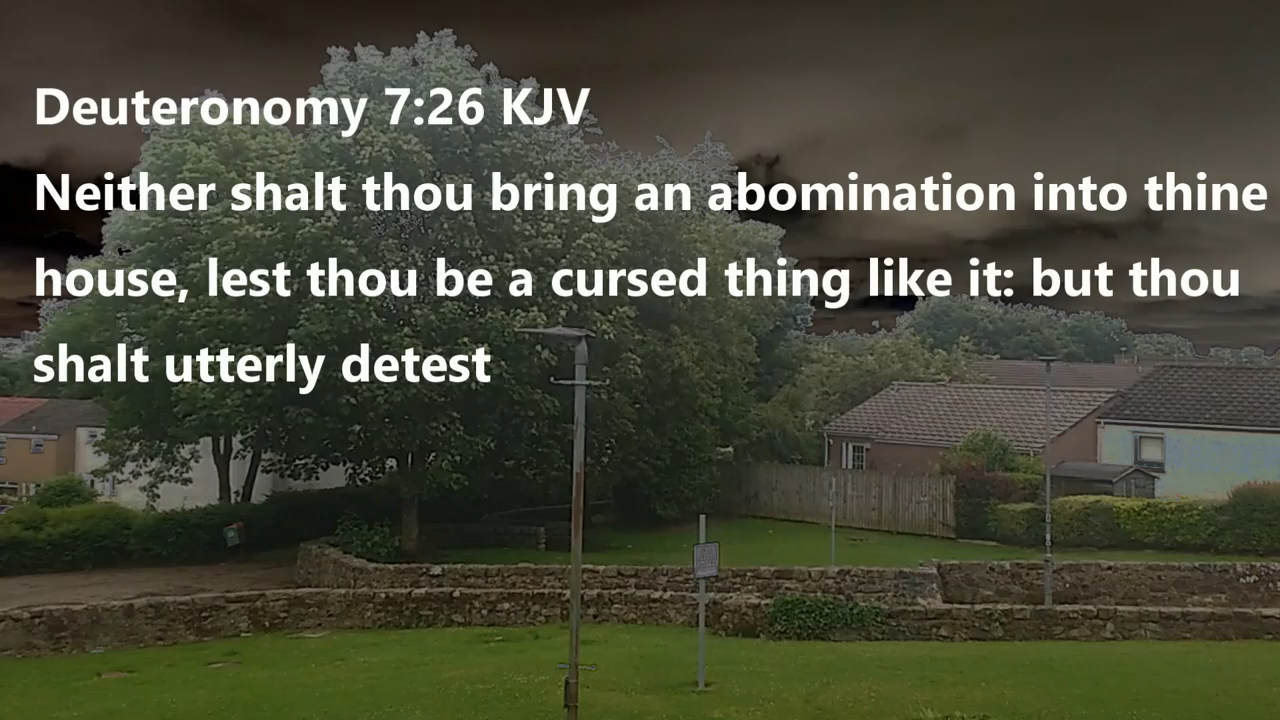 Deuteronomy 7:26 KJV
Neither shalt thou bring an abomination into thine
house, lest thou be a cursed thing like it: but thou
shalt utterly detest